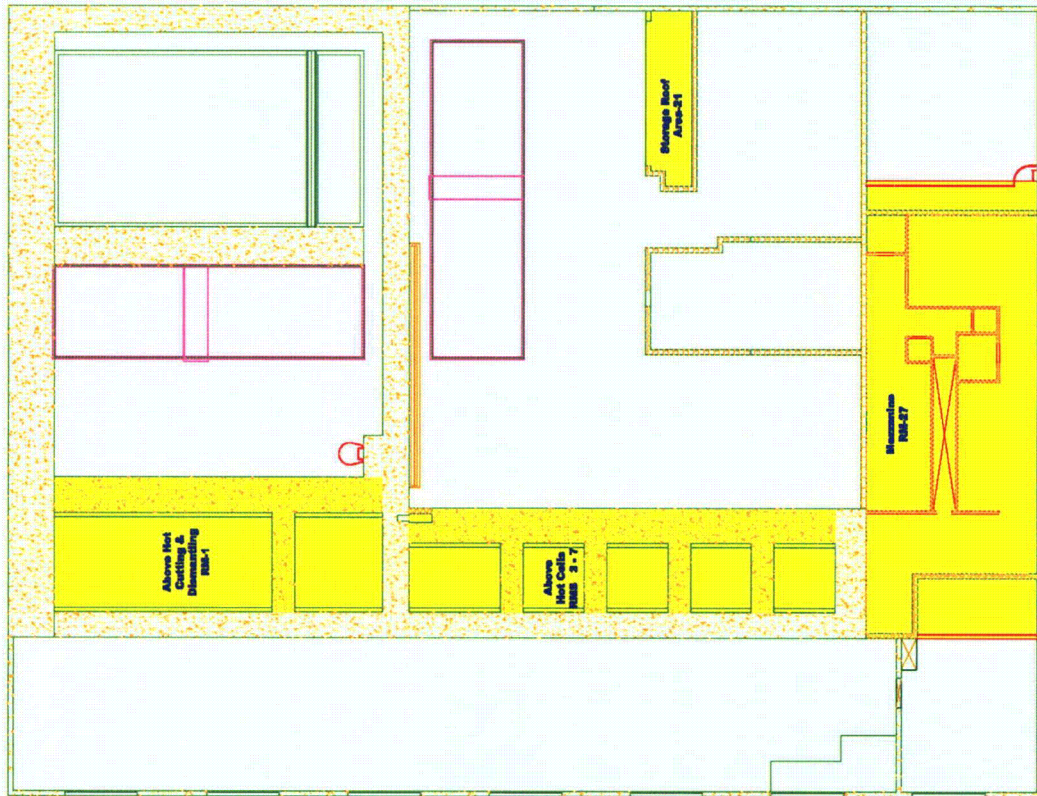 Storage Roof
Area-21
Mezzanine
RM-27
Above Hot
Cutting &
Dismantling
RM-1
Above
Hot Cells
RMS 2 - 7